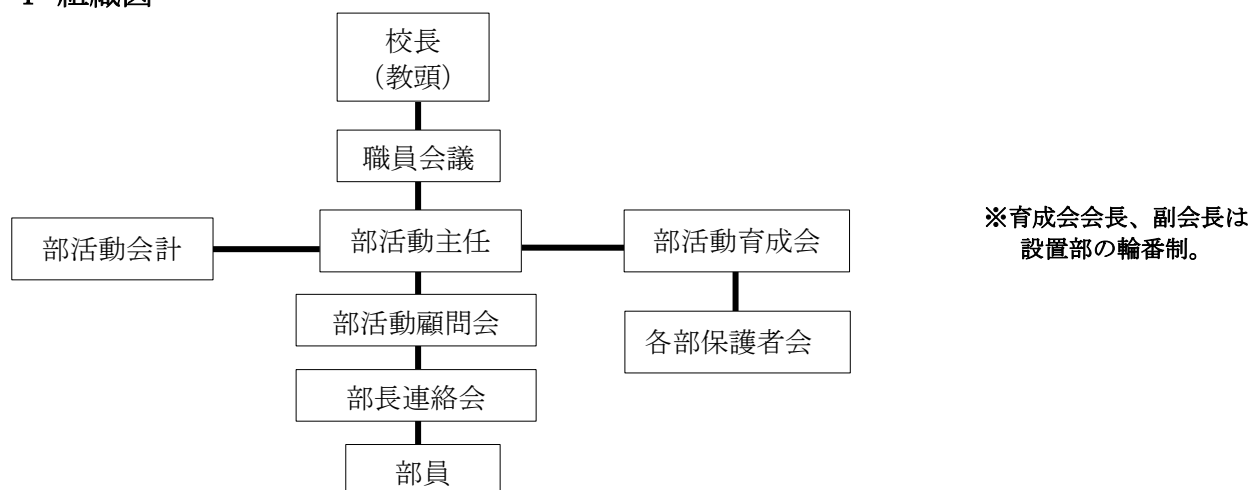 組織図
校長
（教頭）
職員会議
部活動会計
部活動主任
部活動育成会
※育成会会長、副会長は
設置部の輪番制。
部活動顧問会
各部保護者会
部長連絡会
部員